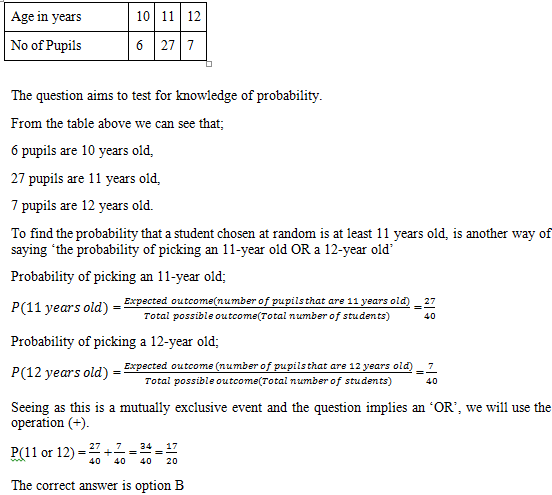 Age in years 10 11 12
No of Pupils 6 27 7
The question aims to test for knowledge of probability.
From the table above we can see that;
6 pupils are 10 years old,
27 pupils are 11 years old,
7 pupils are 12 years old.
To find the probability that a student chosen at random is at least 11 years old, is another way of
saying ‘the probability of picking an 11-year old OR a 12-year old’
Probability of picking an 11-year old;
P(11 years old) = Expected outcome(number of pupils that are 11 years old) / Total possible outcome(Total number of students) = 27/40
Probability of picking a 12-year old;
P(12 years old) = Expected outcome (number of pupils that are 12 years old) / Total possible outcome(Total number of students) = 7/40
Seeing as this is a mutually exclusive event and the question implies an ‘OR’, we will use the
operation (+).
P(11 or 12) = 27/40 + 7/40 = 34/40 = 17/20
The correct answer is option B